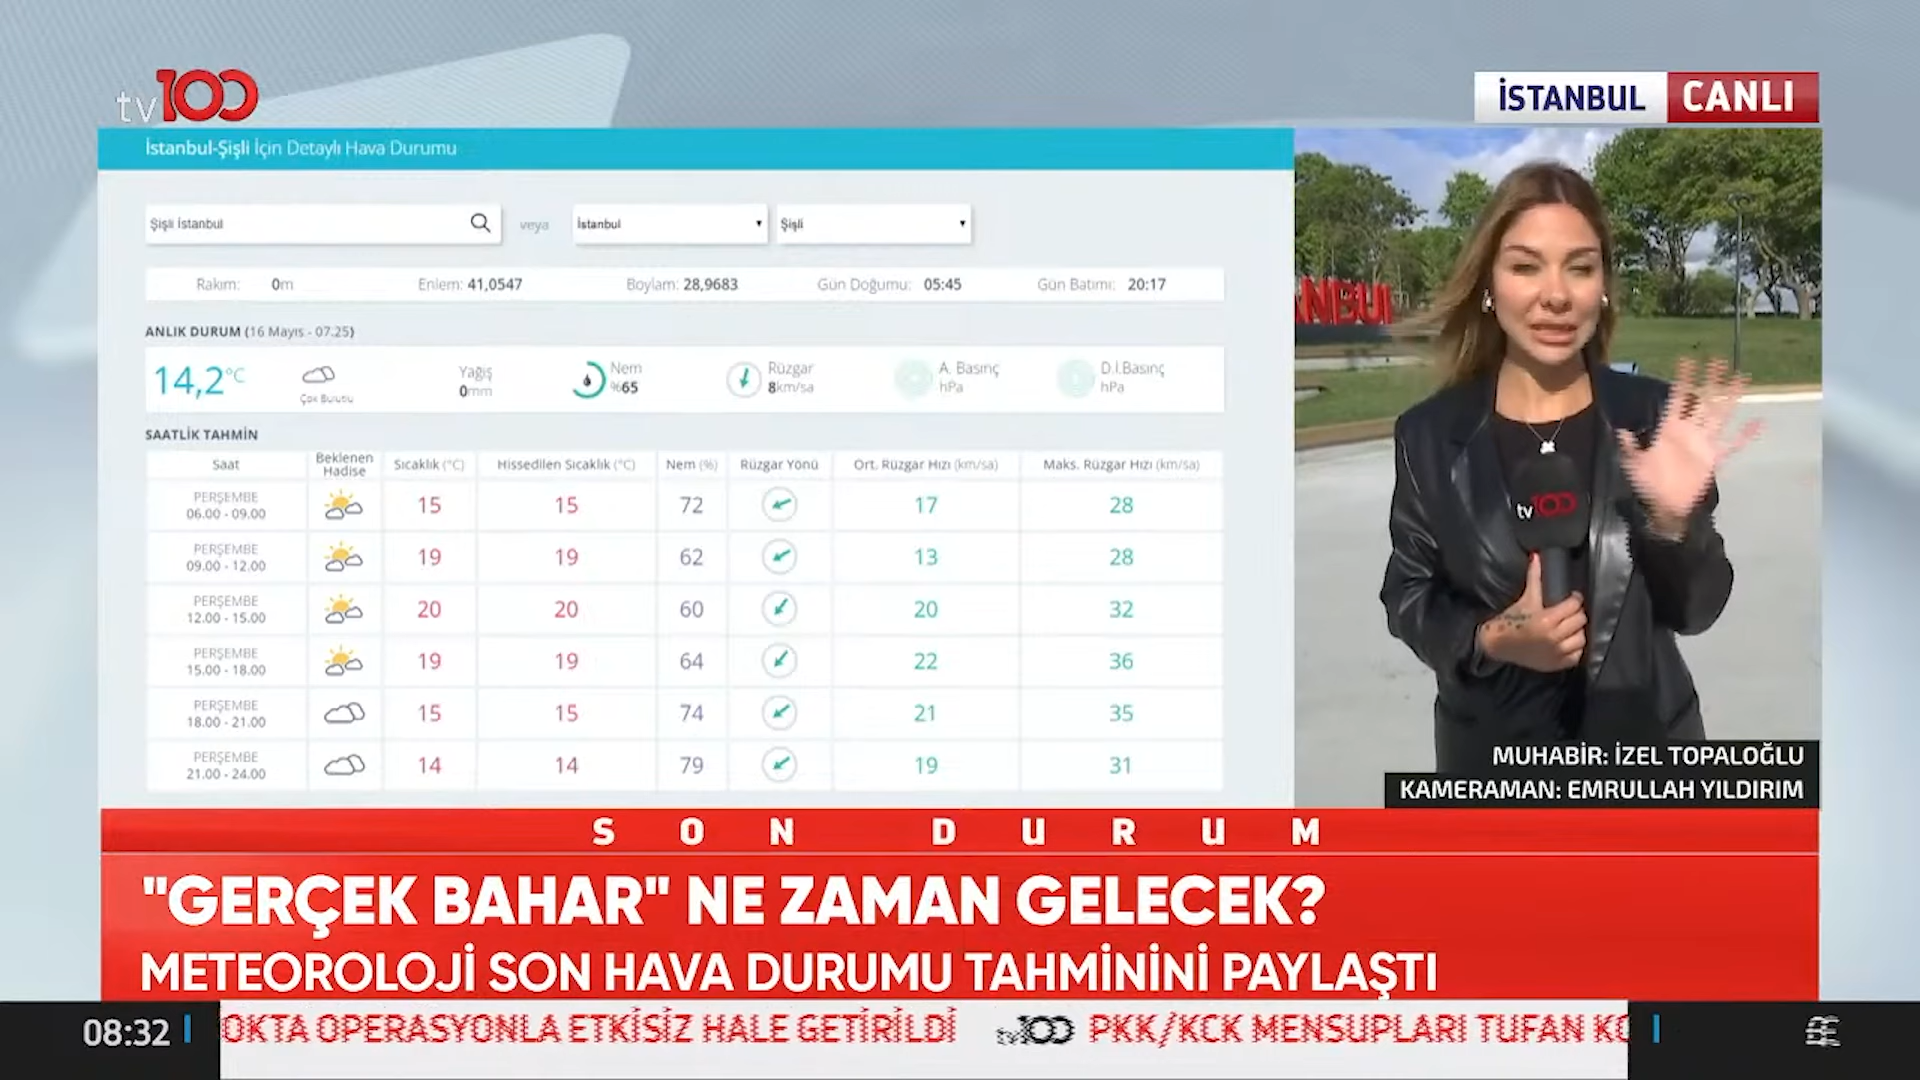 tv100
İSTANBUL CANLI
İstanbul-Şişli İçin Detaylı Hava Durumu
Şişli İstanbul veya İstanbul Şişli
Rakım: 0m Enlem: 41,0547 Boylam: 28,9683 Gün Doğumu: 05:45 Gün Batımı: 20:17
ANLIK DURUM (16 Mayıs - 07.25)
14,2°C Çok Bulutlu Yağış 0mm Nem %65 Rüzgar 8km/sa A. Basınç hPa D.İ.Basınç hPa
SAATLİK TAHMİN
Saat Beklenen Hadise Sıcaklık (°C) Hissedilen Sıcaklık (°C) Nem (%) Rüzgar Yönü Ort. Rüzgar Hızı (km/sa) Maks. Rüzgar Hızı (km/sa)
PERŞEMBE 06.00 - 09.00 15 15 72 17 28
PERŞEMBE 09.00 - 12.00 19 19 62 13 28
PERŞEMBE 12.00 - 15.00 20 20 60 20 32
PERŞEMBE 15.00 - 18.00 19 19 64 22 36
PERŞEMBE 18.00 - 21.00 15 15 74 21 35
PERŞEMBE 21.00 - 24.00 14 14 79 19 31
ANBUL
tv100
MUHABİR: İZEL TOPALOĞLU
KAMERAMAN: EMRULLAH YILDIRIM
SON DURUM
"GERÇEK BAHAR" NE ZAMAN GELECEK?
METEOROLOJİ SON HAVA DURUMU TAHMİNİNİ PAYLAŞTI
08:32 OKTA OPERASYONLA ETKİSİZ HALE GETİRİLDİ tv100 PKK/KCK MENSUPLARI TUFAN KO